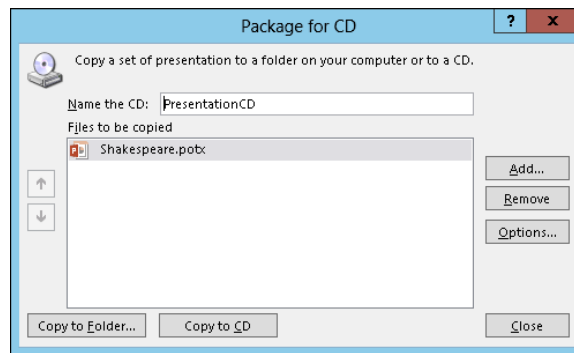 Package for CD
? x
Copy a set of presentation to a folder on your computer or to a CD.
Name the CD: PresentationCD
Files to be copied
Shakespeare.potx
Add...
Remove
Options...
Copy to Folder... Copy to CD Close